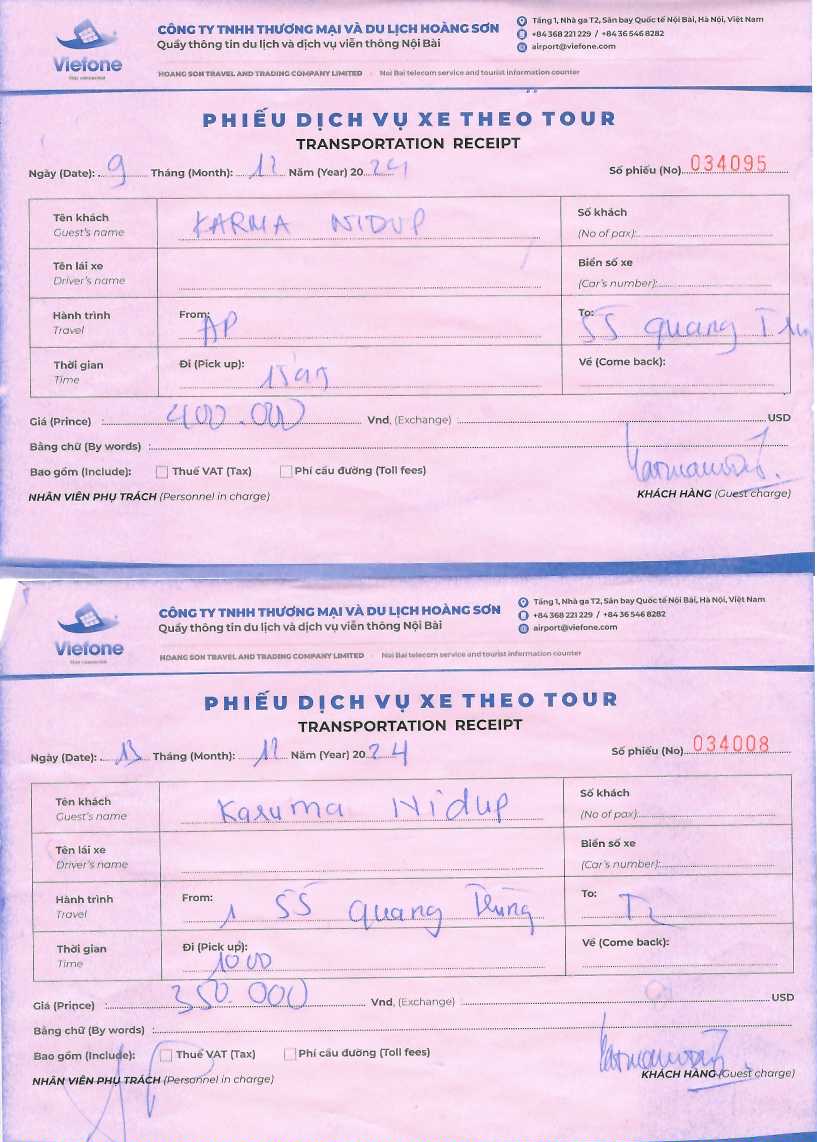 Viefone
Stay connected
CÔNG TY TNHH THƯƠNG MẠI VÀ DU LỊCH HOÀNG SƠN
Quầy thông tin du lịch và dịch vụ viễn thông Nội Bài
HOANG SON TRAVEL AND TRADING COMPANY LIMITED - Noi Bai telecom service and tourist information counter
Tầng 1, Nhà ga T2, Sân bay Quốc tế Nội Bài, Hà Nội, Việt Nam
+84 368 221 229 / +84 36 546 8282
airport@viefone.com
PHIẾU DỊCH VỤ XE THEO TOUR
TRANSPORTATION RECEIPT
Ngày (Date): 9 Tháng (Month): 12 Năm (Year) 2024 Số phiếu (No) 034095
Tên khách KARMA NIDUP Số khách
Guest's name (No of pax):
Tên lái xe Biển số xe
Driver's name (Car's number):
Hành trình From: To:
Travel AP 55 Quang
Thời gian Đi (Pick up): Về (Come back):
Time
Giá (Prince) : 400.000 Vnd, (Exchange) : USD
Bằng chữ (By words) :
Bao gồm (Include): Thuế VAT (Tax) Phí cầu đường (Toll fees)
NHÂN VIÊN PHỤ TRÁCH (Personnel in charge) KHÁCH HÀNG (Guest charge)
Viefone
Stay connected
CÔNG TY TNHH THƯƠNG MẠI VÀ DU LỊCH HOÀNG SƠN
Quầy thông tin du lịch và dịch vụ viễn thông Nội Bài
HOANG SON TRAVEL AND TRADING COMPANY LIMITED - Noi Bai telecom service and tourist information counter
Tầng 1, Nhà ga T2, Sân bay Quốc tế Nội Bài, Hà Nội, Việt Nam
+84 368 221 229 / +84 36 546 8282
airport@viefone.com
PHIẾU DỊCH VỤ XE THEO TOUR
TRANSPORTATION RECEIPT
Ngày (Date): 13 Tháng (Month): 12 Năm (Year) 2024 Số phiếu (No) 034008
Tên khách Karuma Nidup Số khách
Guest's name (No of pax):
Tên lái xe Biển số xe
Driver's name (Car's number):
Hành trình From: To:
Travel 1 55 Quang Trung
Thời gian Đi (Pick up): Về (Come back):
Time 1000
Giá (Prince) : 350.000 Vnd, (Exchange) : USD
Bằng chữ (By words) :
Bao gồm (Include): Thuế VAT (Tax) Phí cầu đường (Toll fees)
NHÂN VIÊN PHỤ TRÁCH (Personnel in charge) KHÁCH HÀNG (Guest charge)